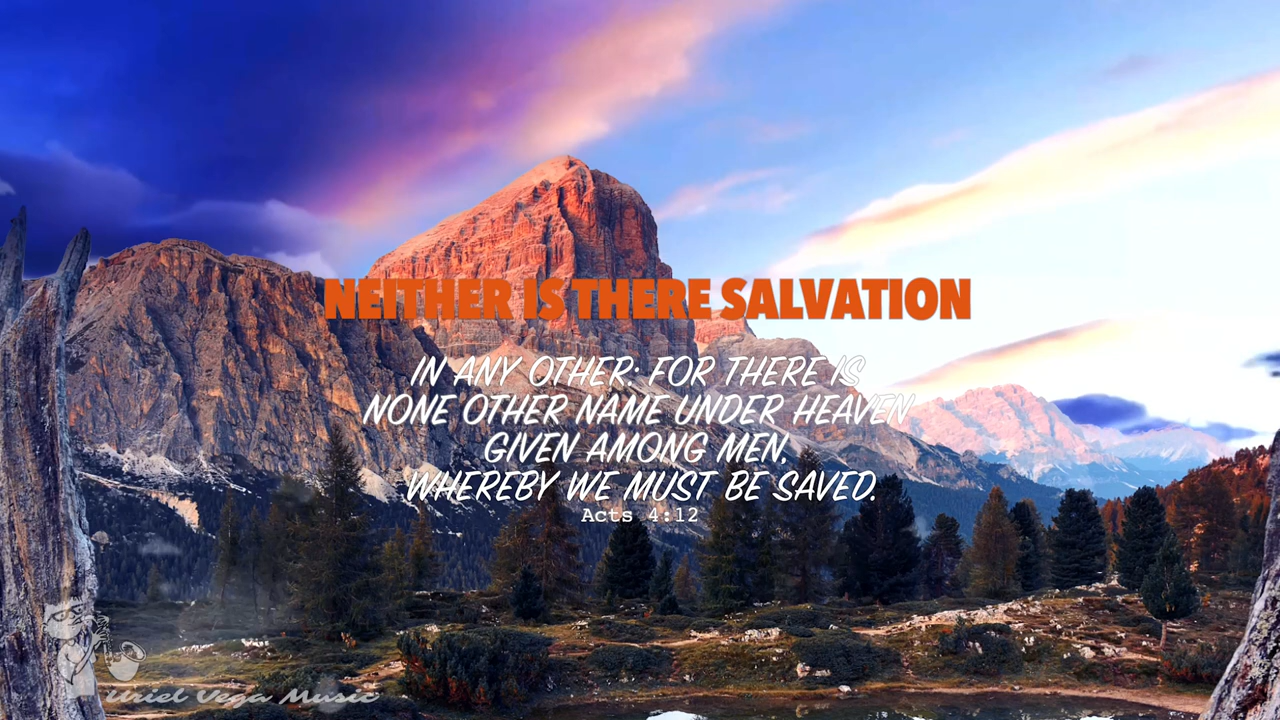 NEITHER IS THERE SALVATION
IN ANY OTHER: FOR THERE IS
NONE OTHER NAME UNDER HEAVEN
GIVEN AMONG MEN,
WHEREBY WE MUST BE SAVED.
Acts 4:12
Uriel Vega Music